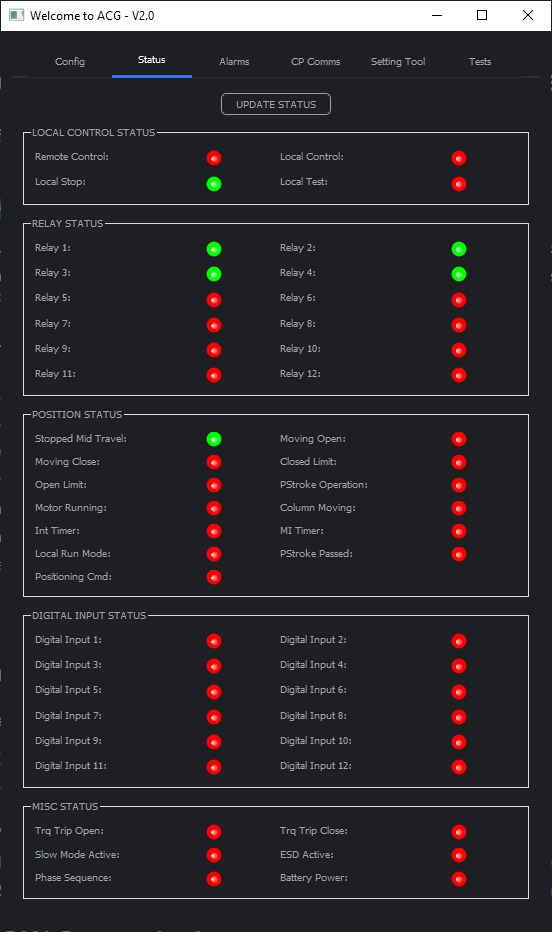 Welcome to ACG - V2.0
Config Status Alarms CP Comms Setting Tool Tests
UPDATE STATUS
LOCAL CONTROL STATUS
Remote Control: Local Control:
Local Stop: Local Test:
RELAY STATUS
Relay 1: Relay 2:
Relay 3: Relay 4:
Relay 5: Relay 6:
Relay 7: Relay 8:
Relay 9: Relay 10:
Relay 11: Relay 12:
POSITION STATUS
Stopped Mid Travel: Moving Open:
Moving Close: Closed Limit:
Open Limit: PStroke Operation:
Motor Running: Column Moving:
Int Timer: MI Timer:
Local Run Mode: PStroke Passed:
Positioning Cmd:
DIGITAL INPUT STATUS
Digital Input 1: Digital Input 2:
Digital Input 3: Digital Input 4:
Digital Input 5: Digital Input 6:
Digital Input 7: Digital Input 8:
Digital Input 9: Digital Input 10:
Digital Input 11: Digital Input 12:
MISC STATUS
Trq Trip Open: Trq Trip Close:
Slow Mode Active: ESD Active:
Phase Sequence: Battery Power: